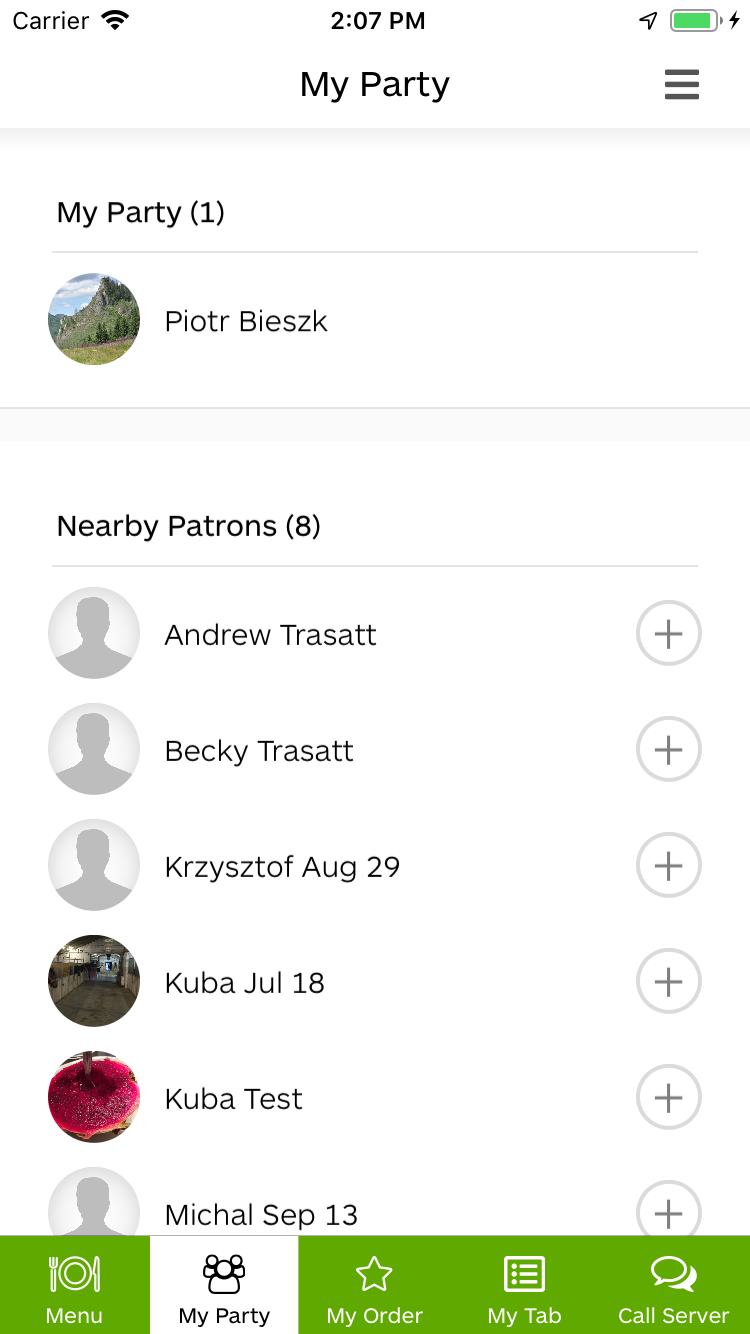 Carrier 2:07 PM
My Party
My Party (1)
Piotr Bieszk
Nearby Patrons (8)
Andrew Trasatt
Becky Trasatt
Krzysztof Aug 29
Kuba Jul 18
Kuba Test
Michal Sep 13
Menu My Party My Order My Tab Call Server